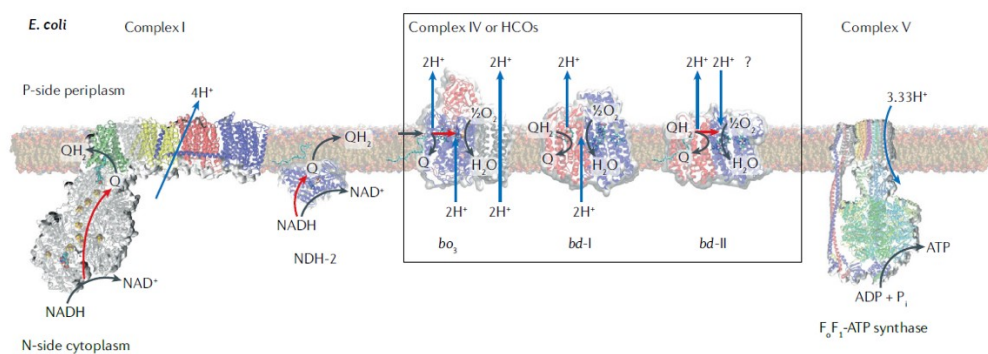 E. coli
Complex I
Complex IV or HCOs
Complex V
P-side periplasm
4H⁺
2H⁺
2H⁺
2H⁺
2H⁺
2H⁺
?
3.33H⁺
QH₂
Q
QH₂
Q
½O₂
QH₂
½O₂
QH₂
½O₂
Q
H₂O
Q
H₂O
Q
H₂O
NADH
NAD⁺
NADH
NAD⁺
2H⁺
2H⁺
2H⁺
ATP
ADP + Pᵢ
NDH-2
bo₃
bd-I
bd-II
FₒF₁-ATP synthase
N-side cytoplasm